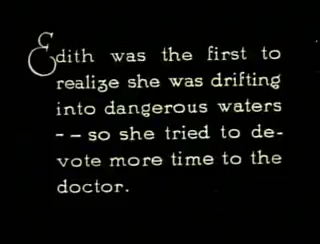 Edith was the first to
realize she was drifting
into dangerous waters
-- so she tried to de-
vote more time to the
doctor.